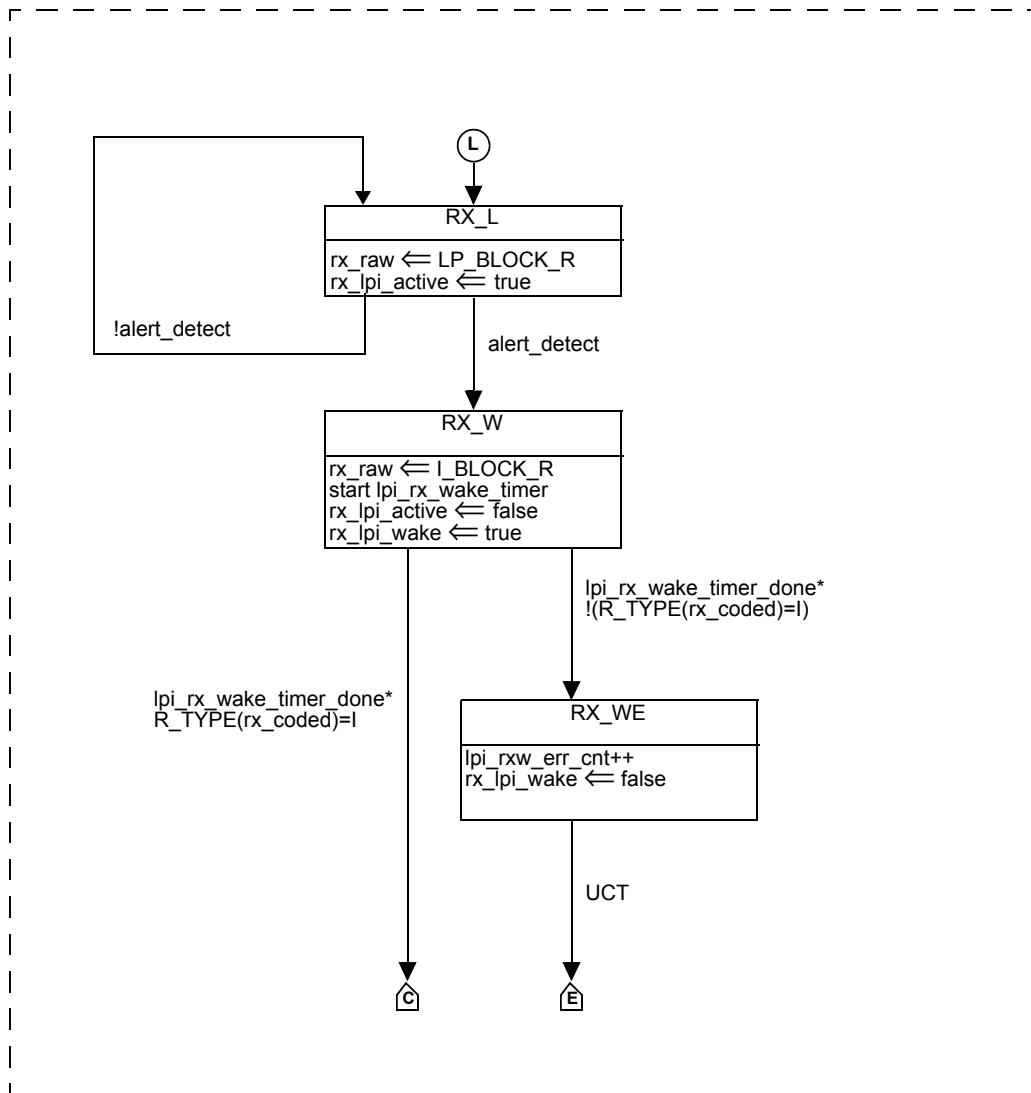 L
RX_L
rx_raw ⇐ LP_BLOCK_R
rx_lpi_active ⇐ true
!alert_detect
alert_detect
RX_W
rx_raw ⇐ I_BLOCK_R
start lpi_rx_wake_timer
rx_lpi_active ⇐ false
rx_lpi_wake ⇐ true
lpi_rx_wake_timer_done*
!(R_TYPE(rx_coded)=I)
lpi_rx_wake_timer_done*
R_TYPE(rx_coded)=I
RX_WE
lpi_rxw_err_cnt++
rx_lpi_wake ⇐ false
UCT
C
E